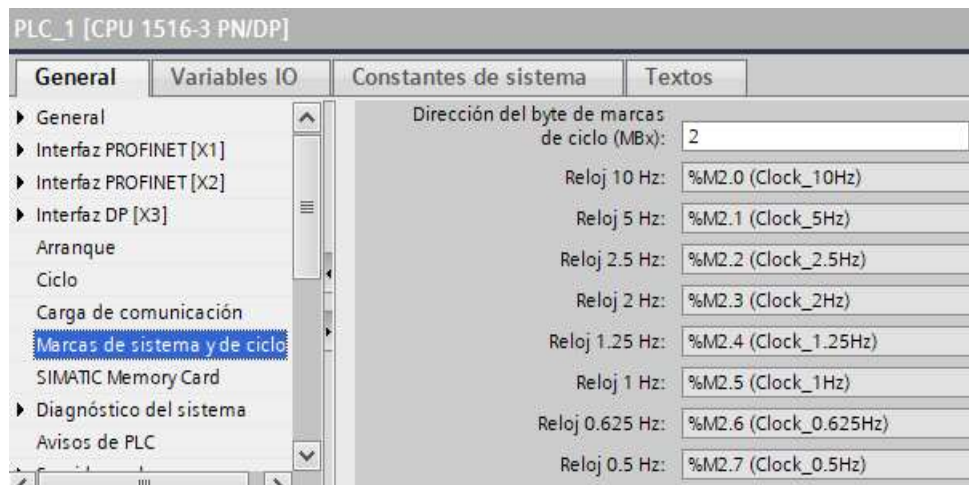 PLC_1 [CPU 1516-3 PN/DP]
General
Variables IO
Constantes de sistema
Textos
General
Interfaz PROFINET [X1]
Interfaz PROFINET [X2]
Interfaz DP [X3]
Arranque
Ciclo
Carga de comunicación
Marcas de sistema y de ciclo
SIMATIC Memory Card
Diagnóstico del sistema
Avisos de PLC
Dirección del byte de marcas
de ciclo (MBx): 2
Reloj 10 Hz: %M2.0 (Clock_10Hz)
Reloj 5 Hz: %M2.1 (Clock_5Hz)
Reloj 2.5 Hz: %M2.2 (Clock_2.5Hz)
Reloj 2 Hz: %M2.3 (Clock_2Hz)
Reloj 1.25 Hz: %M2.4 (Clock_1.25Hz)
Reloj 1 Hz: %M2.5 (Clock_1Hz)
Reloj 0.625 Hz: %M2.6 (Clock_0.625Hz)
Reloj 0.5 Hz: %M2.7 (Clock_0.5Hz)